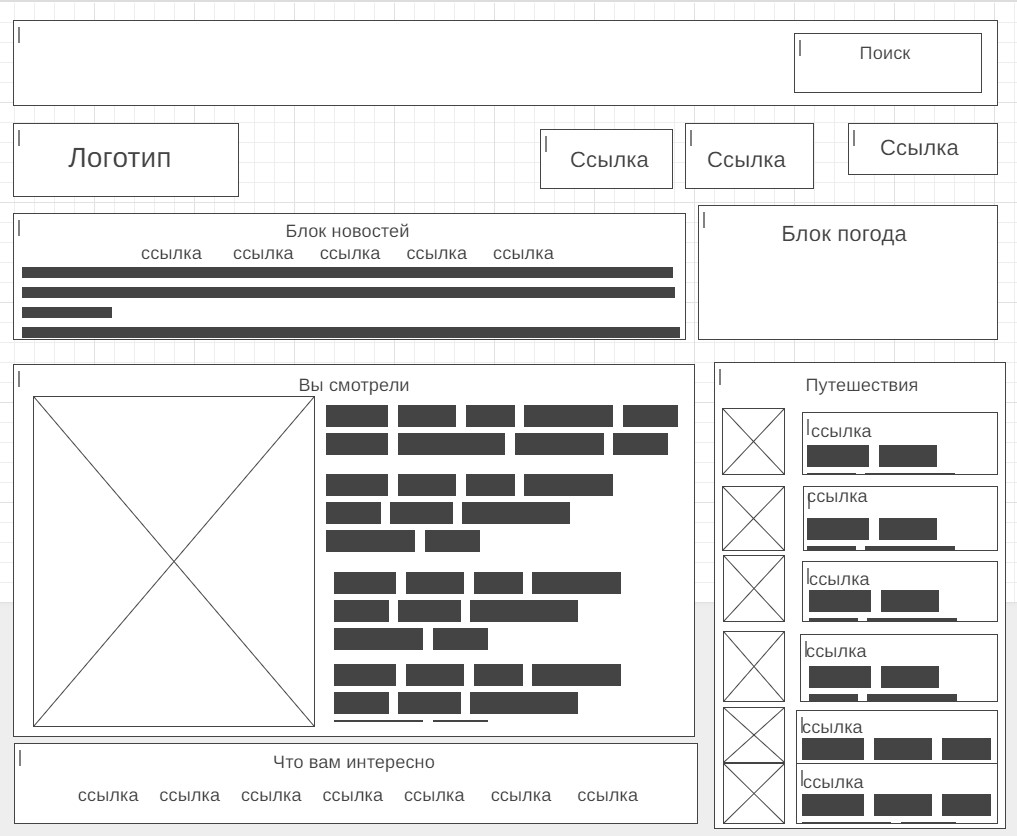 Поиск
Логотип
Ссылка
Ссылка
Ссылка
Блок новостей
ссылка ссылка ссылка ссылка ссылка
Блок погода
Вы смотрели
Путешествия
ссылка
ссылка
ссылка
ссылка
ссылка
ссылка
Что вам интересно
ссылка ссылка ссылка ссылка ссылка ссылка ссылка